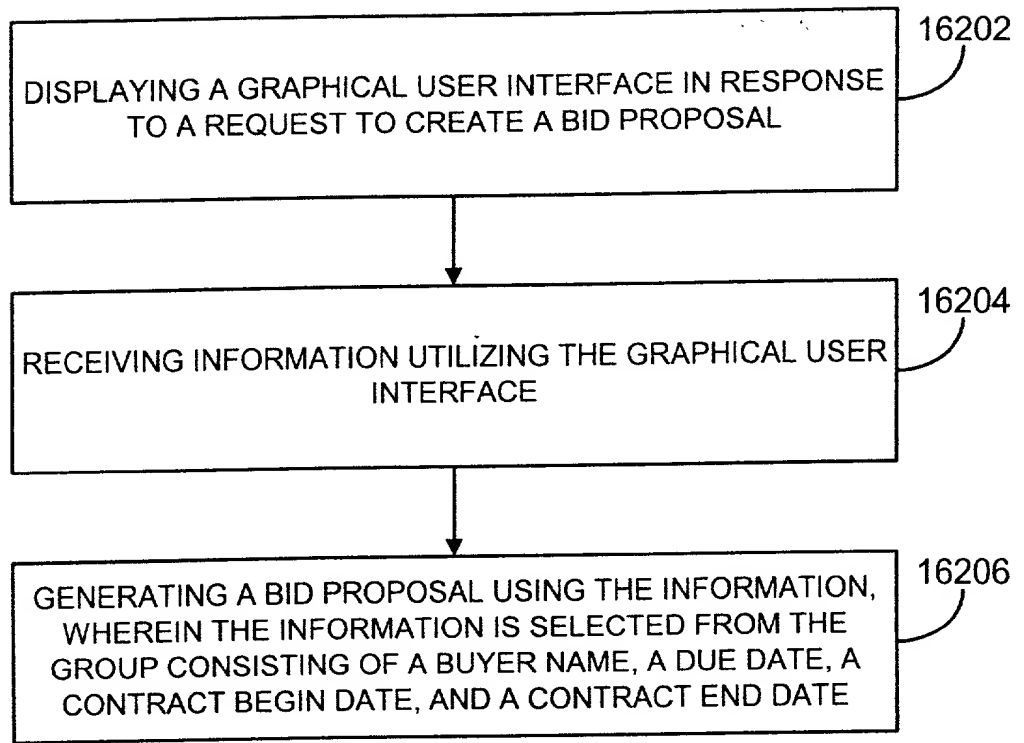 16202
DISPLAYING A GRAPHICAL USER INTERFACE IN RESPONSE
TO A REQUEST TO CREATE A BID PROPOSAL
16204
RECEIVING INFORMATION UTILIZING THE GRAPHICAL USER
INTERFACE
16206
GENERATING A BID PROPOSAL USING THE INFORMATION,
WHEREIN THE INFORMATION IS SELECTED FROM THE
GROUP CONSISTING OF A BUYER NAME, A DUE DATE, A
CONTRACT BEGIN DATE, AND A CONTRACT END DATE